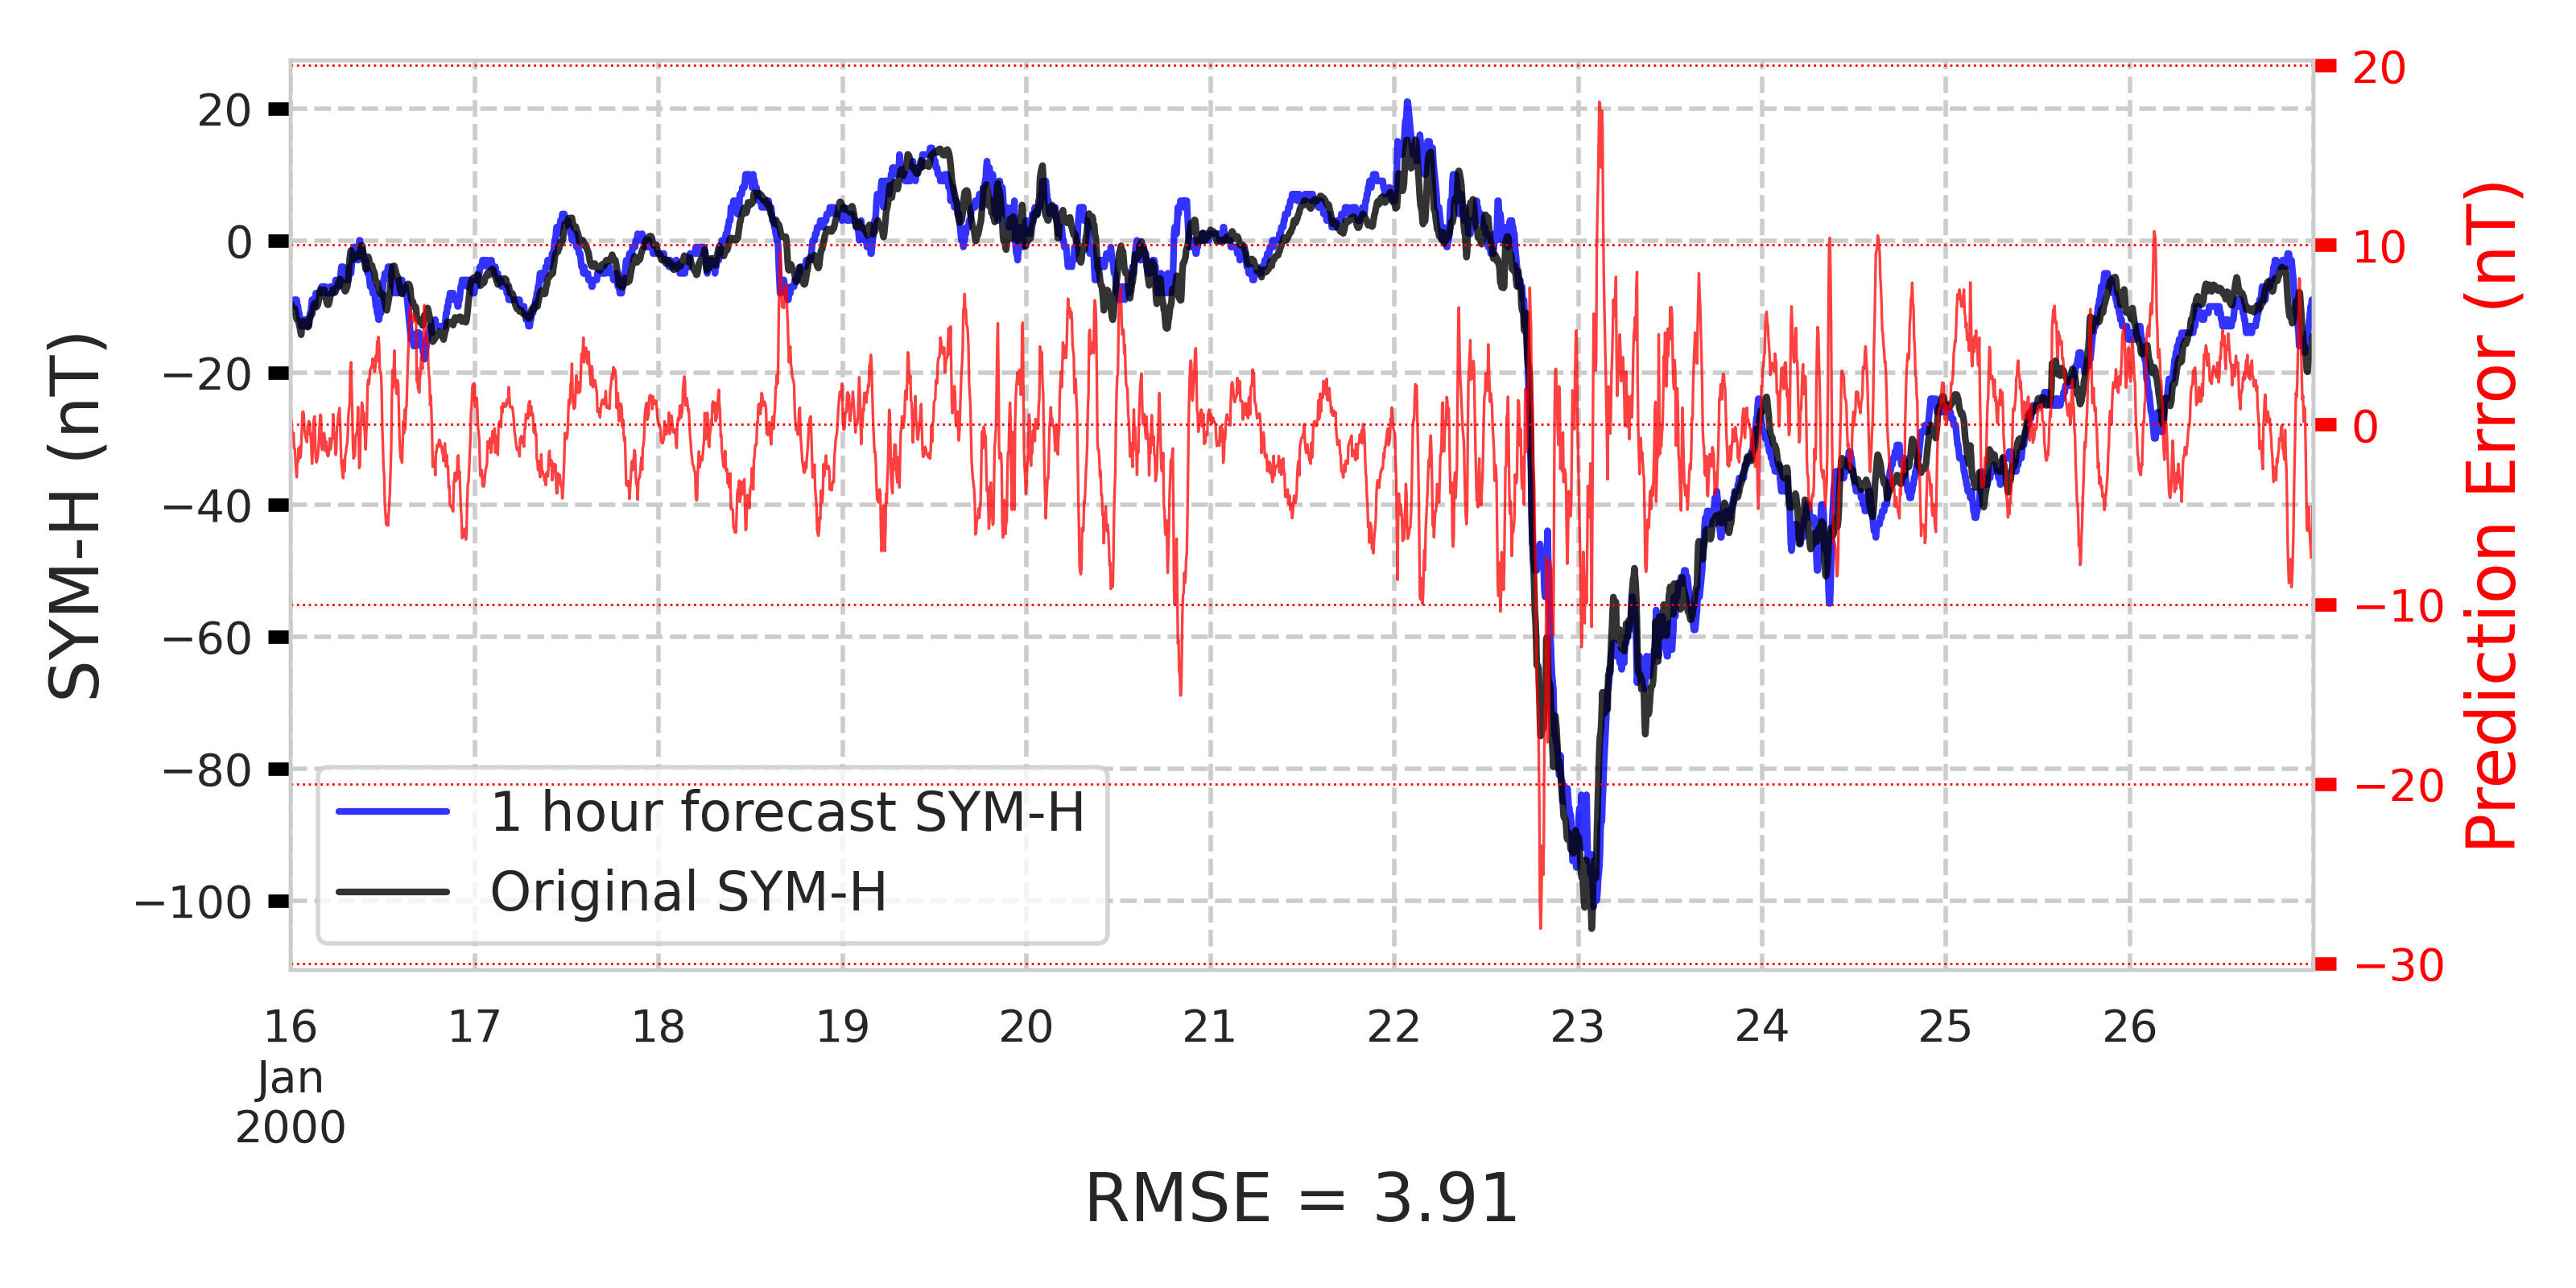 SYM-H (nT)
20
0
−20
−40
−60
−80
−100
1 hour forecast SYM-H
Original SYM-H
20
10
0
−10
−20
−30
Prediction Error (nT)
16 17 18 19 20 21 22 23 24 25 26
Jan
2000
RMSE = 3.91